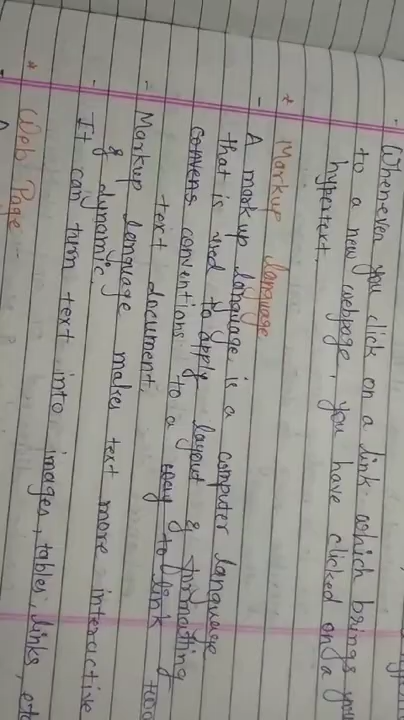 - Whenever you click on a link which brings you
to a new webpage, you have clicked on a
hypertext.
* Markup language
- A markup language is a computer language
that is used to apply layout & formatting
convens conventions to a
text document.
- Markup language makes text more interactive
& dynamic.
- It can turn text into images, tables, links, etc
* Web Page -